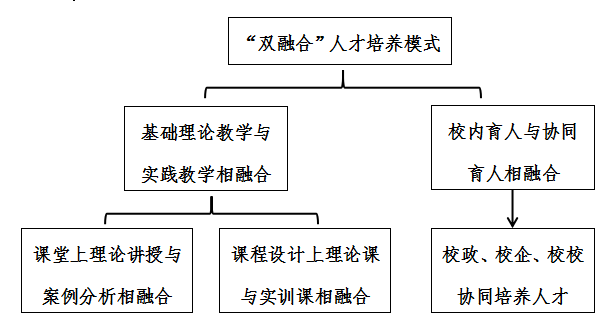 “双融合”人才培养模式
基础理论教学与
实践教学相融合
校内育人与协同
育人相融合
课堂上理论讲授与
案例分析相融合
课程设计上理论课
与实训课相融合
校政、校企、校校
协同培养人才